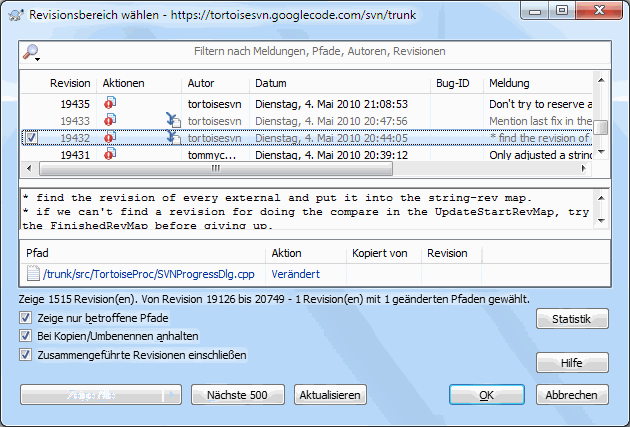 Revisionsbereich wählen - https://tortoisesvn.googlecode.com/svn/trunk
Filtern nach Meldungen, Pfade, Autoren, Revisionen
Revision Aktionen Autor Datum Bug-ID Meldung
19435 tortoisesvn Dienstag, 4. Mai 2010 21:08:53 Don't try to reserve a
19433 tortoisesvn Dienstag, 4. Mai 2010 20:47:56 Mention last fix in the
19432 tortoisesvn Dienstag, 4. Mai 2010 20:44:05 * find the revision of
19431 tommyc... Dienstag, 4. Mai 2010 20:39:12 Only adjusted a string
* find the revision of every external and put it into the string-rev map.
* if we can't find a revision for doing the compare in the UpdateStartRevMap, try
the FinishedRevMap before giving up.
Pfad Aktion Kopiert von Revision
/trunk/src/TortoiseProc/SVNProgressDlg.cpp Verändert
Zeige 1515 Revision(en). Von Revision 19126 bis 20749 - 1 Revision(en) mit 1 geänderten Pfaden gewählt.
Zeige nur betroffene Pfade
Statistik
Bei Kopien/Umbenennen anhalten
Zusammengeführte Revisionen einschließen
Hilfe
Nächste 500 Aktualisieren OK Abbrechen